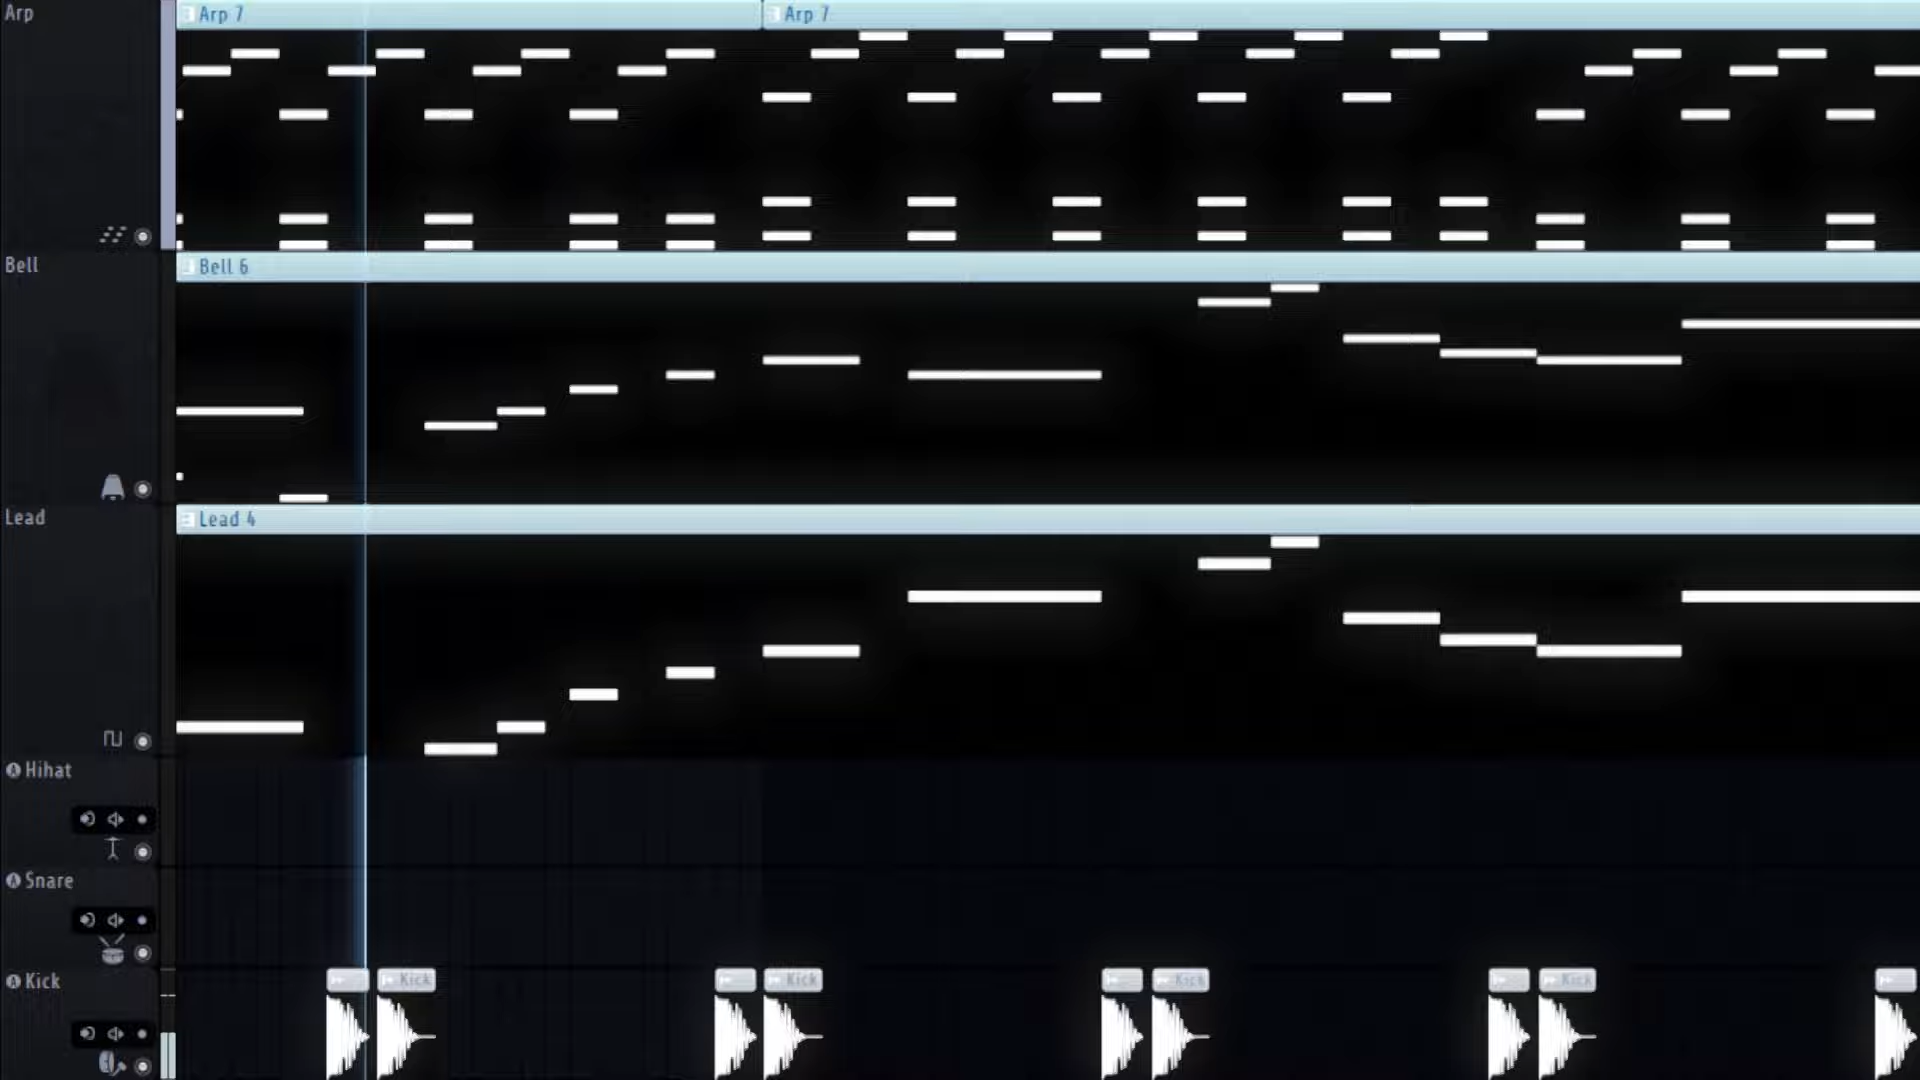 Arp
Arp 7
Arp 7
Bell
Bell 6
Lead
Lead 4
Hihat
Snare
Kick
Kick
Kick
Kick
Kick